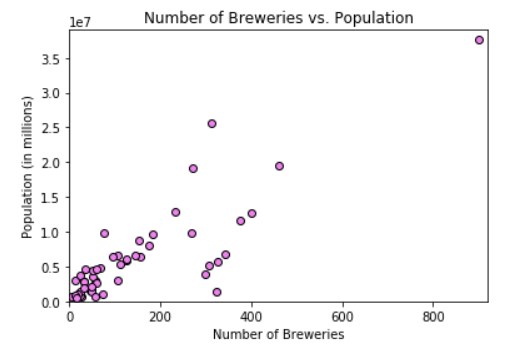 Number of Breweries vs. Population
1e7
3.5
3.0
2.5
2.0
1.5
1.0
0.5
0.0
Population (in millions)
0 200 400 600 800
Number of Breweries